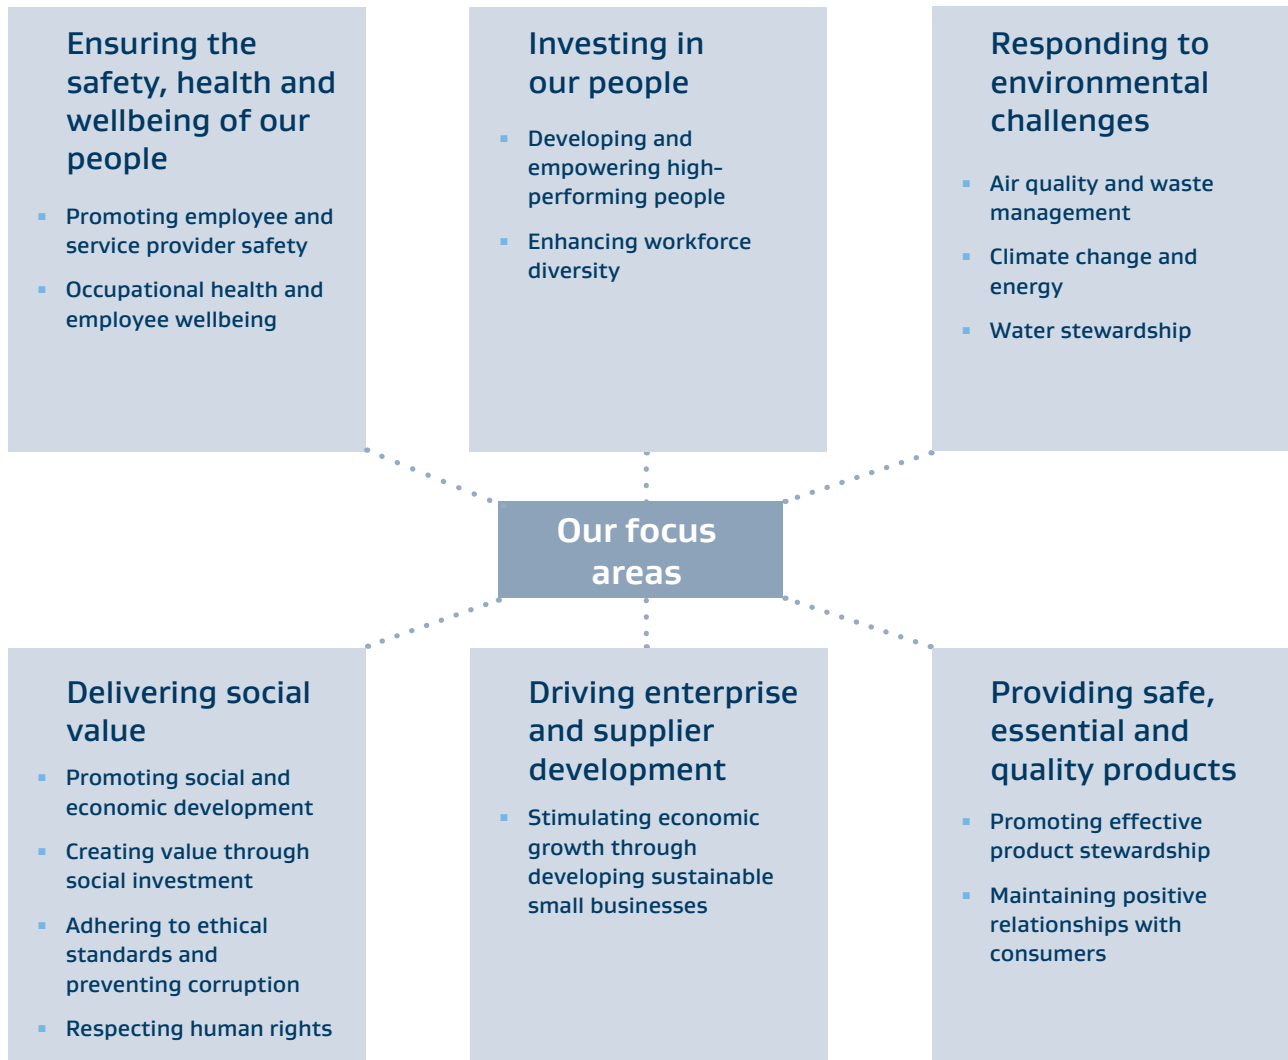 Ensuring the
safety, health and
wellbeing of our
people
▪ Promoting employee and
service provider safety
▪ Occupational health and
employee wellbeing
Investing in
our people
▪ Developing and
empowering high-
performing people
▪ Enhancing workforce
diversity
Responding to
environmental
challenges
▪ Air quality and waste
management
▪ Climate change and
energy
▪ Water stewardship
Our focus
areas
Delivering social
value
▪ Promoting social and
economic development
▪ Creating value through
social investment
▪ Adhering to ethical
standards and
preventing corruption
▪ Respecting human rights
Driving enterprise
and supplier
development
▪ Stimulating economic
growth through
developing sustainable
small businesses
Providing safe,
essential and
quality products
▪ Promoting effective
product stewardship
▪ Maintaining positive
relationships with
consumers